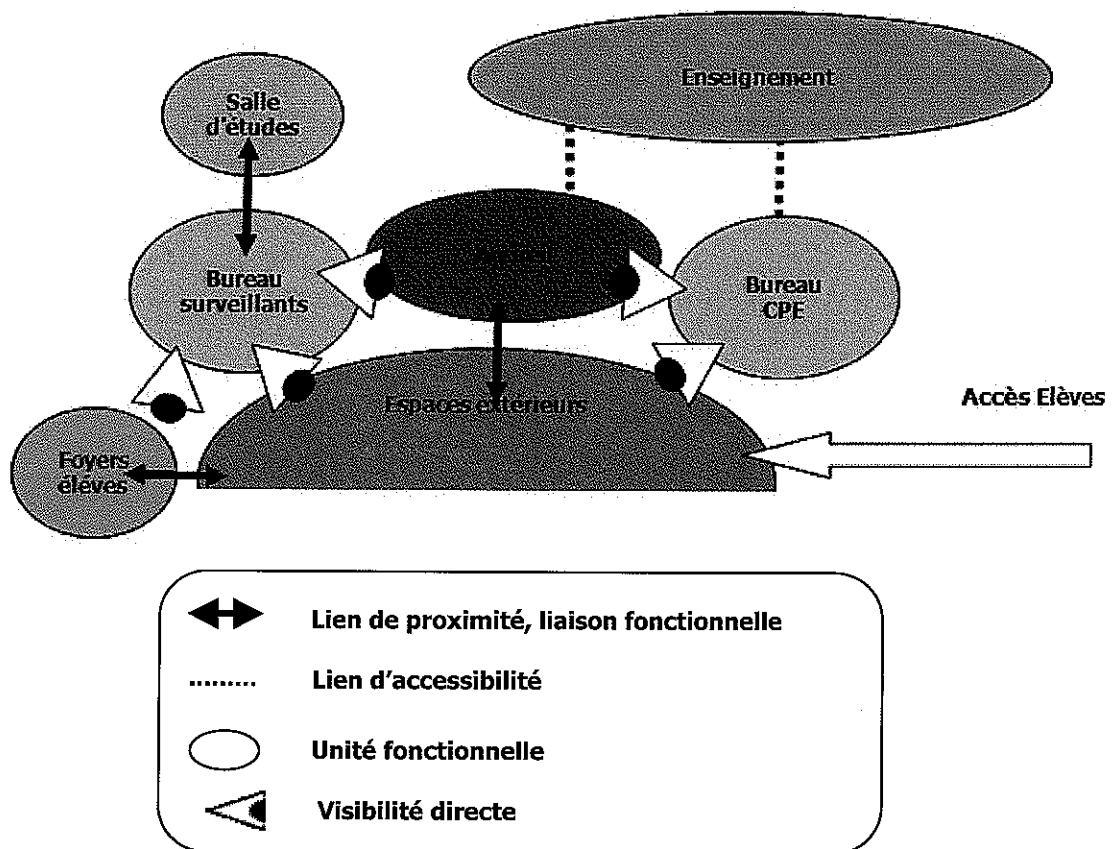 Enseignement
Salle
d'études
Bureau
surveillants
Bureau
CPE
Espaces extérieurs
Accès Elèves
Foyers
élèves
Lien de proximité, liaison fonctionnelle
Lien d'accessibilité
Unité fonctionnelle
Visibilité directe